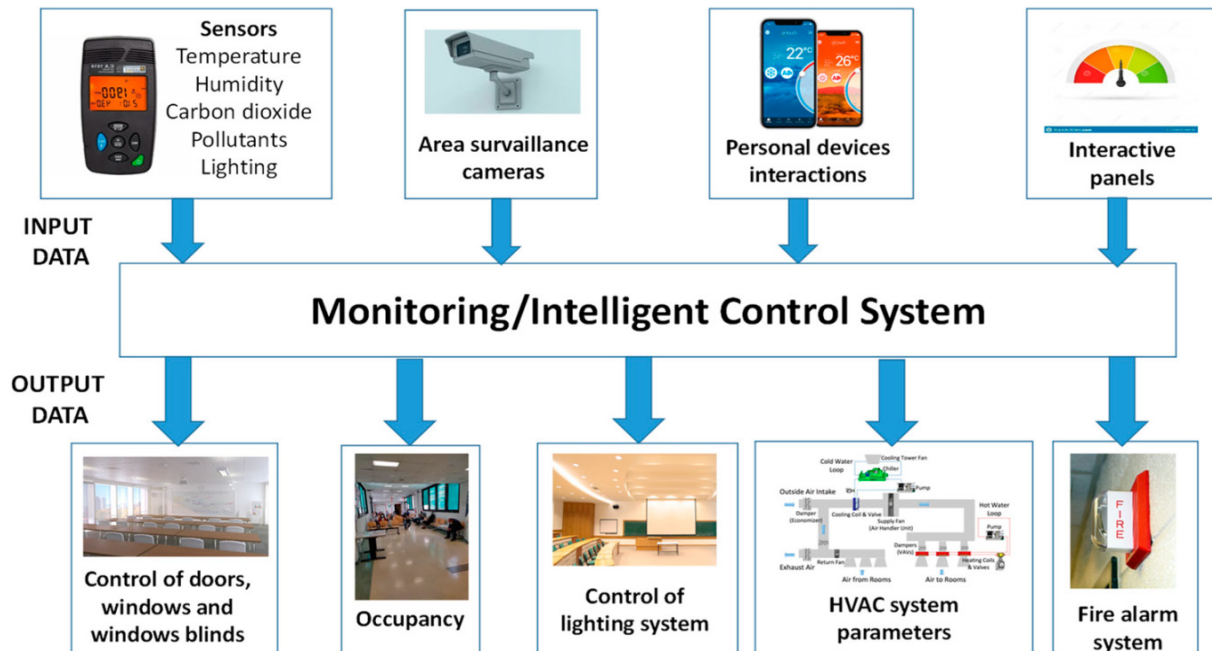 Sensors
Temperature
Humidity
Carbon dioxide
Pollutants
Lighting
Area survaillance
cameras
22°C
26°C
Personal devices
interactions
Interactive
panels
INPUT
DATA
Monitoring/Intelligent Control System
OUTPUT
DATA
Control of doors,
windows and
windows blinds
Occupancy
Control of
lighting system
Cooling Tower Fan
Cold Water
Loop
Chiller
Pump
Outside Air Intake
Damper
(Economizer)
Cooling Coil & Valve
Supply Fan
(Air Handler Unit)
Hot Water
Loop
Pump
Dampers
(VAVs)
Heating Coils
& Valves
Return Fan
Exhaust Air
Air from Rooms
Air to Rooms
HVAC system
parameters
FIRE
Fire alarm
system